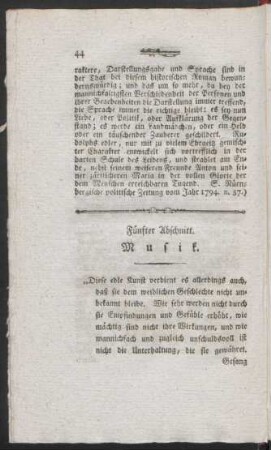 44
raktere, Darstellungsgabe und Sprache sind in
der That bei diesem historischen Roman bewun-
dernswürdig; und das um so mehr, da bey der
mannichfaltigsten Verschiedenheit der Personen und
ihrer Begebenheiten die Darstellung immer treffend,
die Sprache immer die richtige bleibt: es sey nun
Liebe, oder Politik, oder Aufklärung der Gegen-
stand; es werde ein Landmädchen, oder ein Held
oder ein täuschender Zauberer geschildert. Ru-
dolphs edler, nur mit zu vielem Ehrgeiz gemisch-
ter Charakter entwickelt sich vortrefflich in der
harten Schule des Leidens, und strahlet am En-
de, nebst seinem weiseren Freunde Anton und sei-
ner Maria in der vollen Glorie der
dem Menschen erreichbaren Tugend. S. Nürn-
bergische politische Zeitung vom Jahr 1794. n. 57.)
Fünfter Abschnitt.
Musik.
„Diese edle Kunst verdient es allerdings auch,
daß sie dem weiblichen Geschlechte nicht un-
bekannt bleibe. Wie sehr werden nicht durch
sie Empfindungen und Gefühle erhöht, wie
mächtig sind nicht ihre Wirkungen, und wie
mannichfach und zugleich unschuldsvoll ist
nicht die Unterhaltung, die sie gewähret.
Gesang